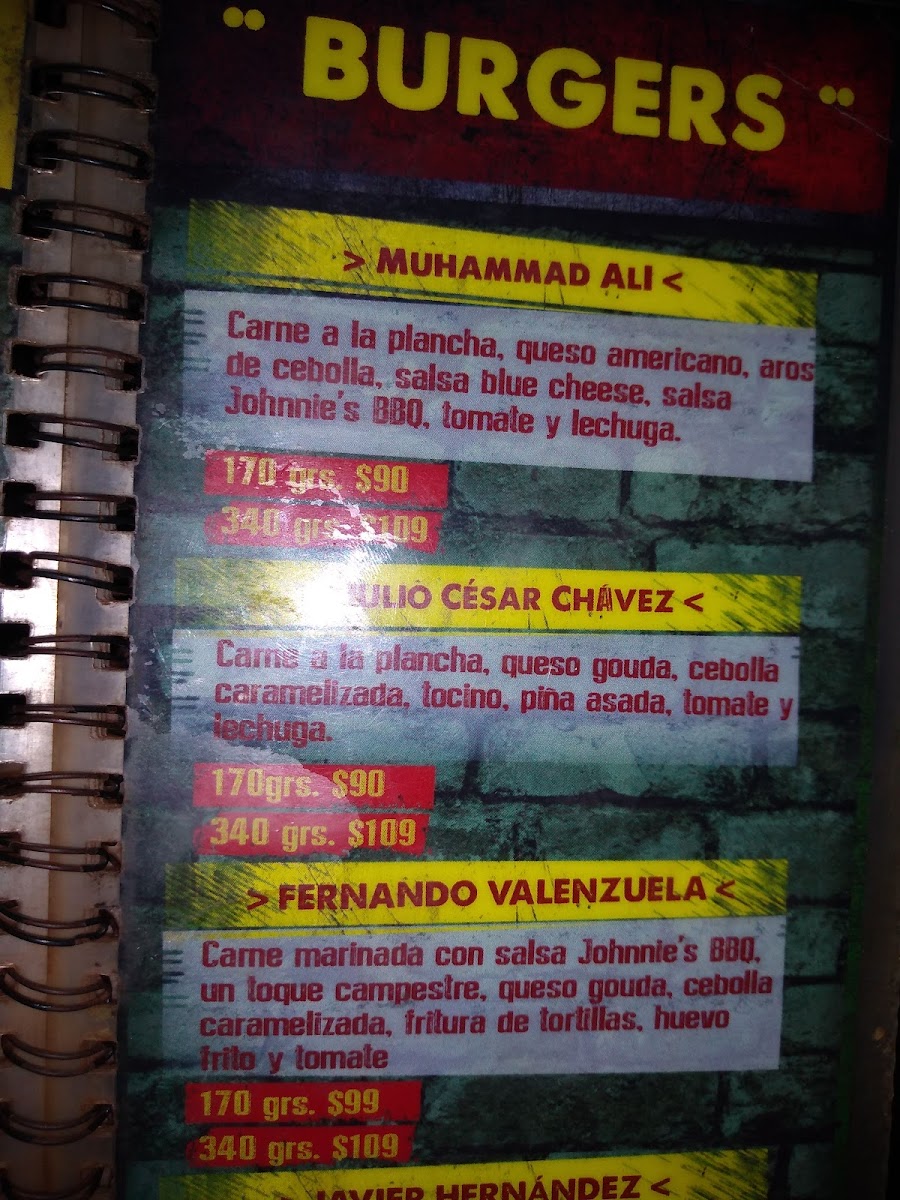 ¨ BURGERS ¨
> MUHAMMAD ALI <
Carne a la plancha, queso americano, aros
de cebolla, salsa blue cheese, salsa
Johnnie's BBQ, tomate y lechuga.
170 grs. $90
340 grs. $109
JULIO CÉSAR CHÁVEZ <
Carne a la plancha, queso gouda, cebolla
caramelizada, tocino, piña asada, tomate y
lechuga.
170grs. $90
340 grs. $109
> FERNANDO VALENZUELA <
Carne marinada con salsa Johnnie's BBQ,
un toque campestre, queso gouda, cebolla
caramelizada, fritura de tortillas, huevo
frito y tomate
170 grs. $99
340 grs. $109
> JAVIER HERNÁNDEZ <